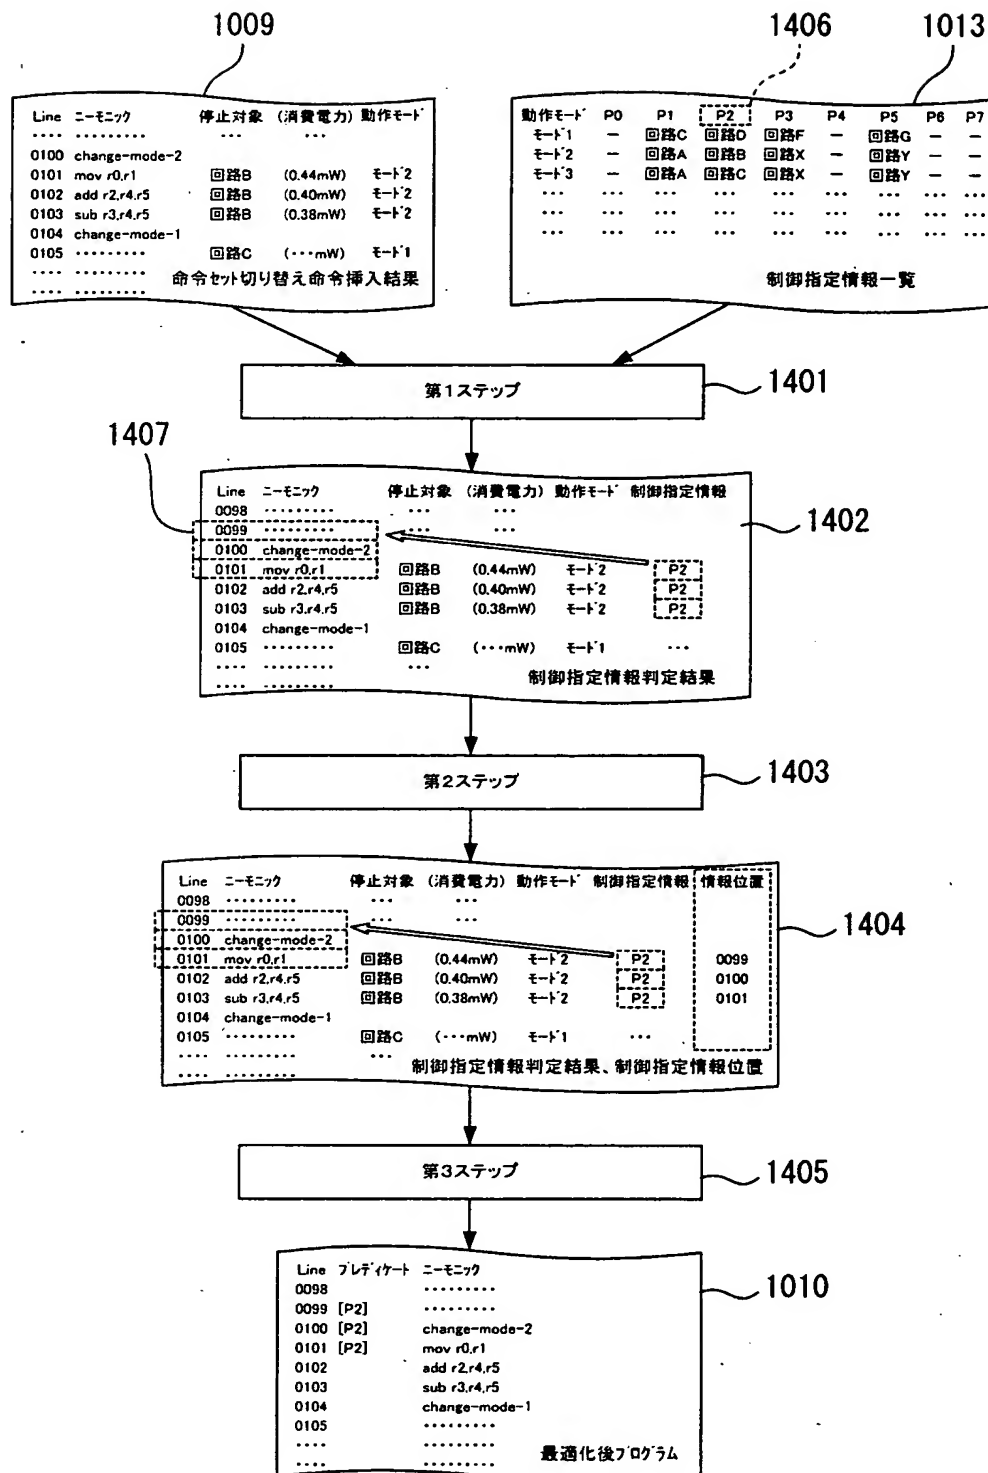 1009
1406
1013
Line ニーモニック 停止対象 (消費電力) 動作モード
・・・・ ・・・・・・・・・ ・・・ ・・・
0100 change-mode-2
0101 mov r0,r1 回路B (0.44mW) モード2
0102 add r2,r4,r5 回路B (0.40mW) モード2
0103 sub r3,r4,r5 回路B (0.38mW) モード2
0104 change-mode-1
0105 ・・・・・・・・・ 回路C (・・・mW) モード1
・・・・ ・・・・・・・・・ 命令セット切り替え命令挿入結果
・・・・ ・・・・・・・・・
動作モード P0 P1 P2 P3 P4 P5 P6 P7
モード1 － 回路C 回路D 回路F － 回路G － －
モード2 － 回路A 回路B 回路X － 回路Y － －
モード3 － 回路A 回路C 回路X － 回路Y － －
・・・ ・・・ ・・・ ・・・ ・・・ ・・・ ・・・ ・・・ ・・・
・・・ ・・・ ・・・ ・・・ ・・・ ・・・ ・・・ ・・・ ・・・
・・・ ・・・ ・・・ ・・・ ・・・ ・・・ ・・・ ・・・ ・・・
制御指定情報一覧
第1ステップ
1401
1407
Line ニーモニック 停止対象 (消費電力) 動作モード 制御指定情報
0098 ・・・・・・・・・ ・・・ ・・・
0099 ・・・・・・・・・ ・・・ ・・・
0100 change-mode-2
0101 mov r0,r1 回路B (0.44mW) モード2 P2
0102 add r2,r4,r5 回路B (0.40mW) モード2 P2
0103 sub r3,r4,r5 回路B (0.38mW) モード2 P2
0104 change-mode-1
0105 ・・・・・・・・・ 回路C (・・・mW) モード1 ・・・
・・・・ ・・・・・・・・・ ・・・
・・・・ ・・・・・・・・・ 制御指定情報判定結果
1402
第2ステップ
1403
Line ニーモニック 停止対象 (消費電力) 動作モード 制御指定情報 情報位置
0098 ・・・・・・・・・ ・・・ ・・・
0099 ・・・・・・・・・ ・・・ ・・・
0100 change-mode-2
0101 mov r0,r1 回路B (0.44mW) モード2 P2 0099
0102 add r2,r4,r5 回路B (0.40mW) モード2 P2 0100
0103 sub r3,r4,r5 回路B (0.38mW) モード2 P2 0101
0104 change-mode-1
0105 ・・・・・・・・・ 回路C (・・・mW) モード1 ・・・
・・・・ ・・・・・・・・・ ・・・
・・・・ ・・・・・・・・・ 制御指定情報判定結果、制御指定情報位置
1404
第3ステップ
1405
Line プレディケート ニーモニック
0098 ・・・・・・・・・
0099 [P2] ・・・・・・・・・
0100 [P2] change-mode-2
0101 [P2] mov r0,r1
0102 add r2,r4,r5
0103 sub r3,r4,r5
0104 change-mode-1
0105 ・・・・・・・・・
・・・・ ・・・・・・・・・
・・・・ ・・・・・・・・・ 最適化後プログラム
1010